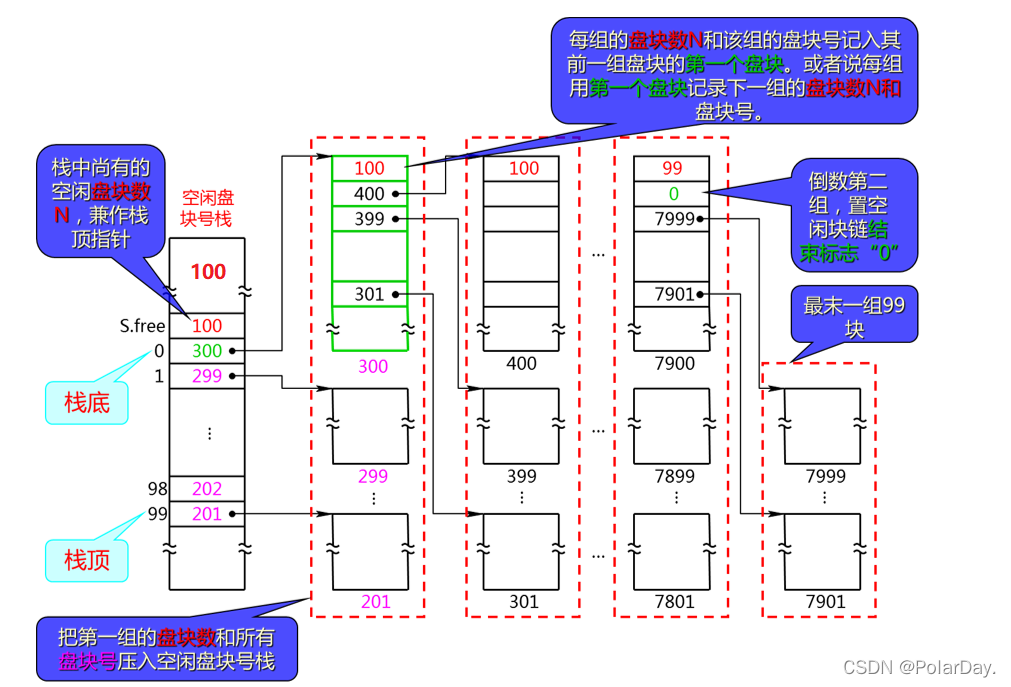 每组的盘块数N和该组的盘块号记入其
前一组盘块的第一个盘块。或者说每组
用第一个盘块记录下一组的盘块数N和
盘块号。
栈中尚有的
空闲盘块数
N，兼作栈
顶指针
空闲盘
块号栈
100
S.free 100
0 300
1 299
⋮
98 202
99 201
栈底
栈顶
100
400
399
301
300
299
⋮
201
100
400
399
⋮
301
...
...
...
99
0
7999
7901
7900
7899
⋮
7801
倒数第二
组，置空
闲块链结
束标志“0”
最末一组99
块
7999
⋮
7901
把第一组的盘块数和所有
盘块号压入空闲盘块号栈
CSDN @PolarDay.